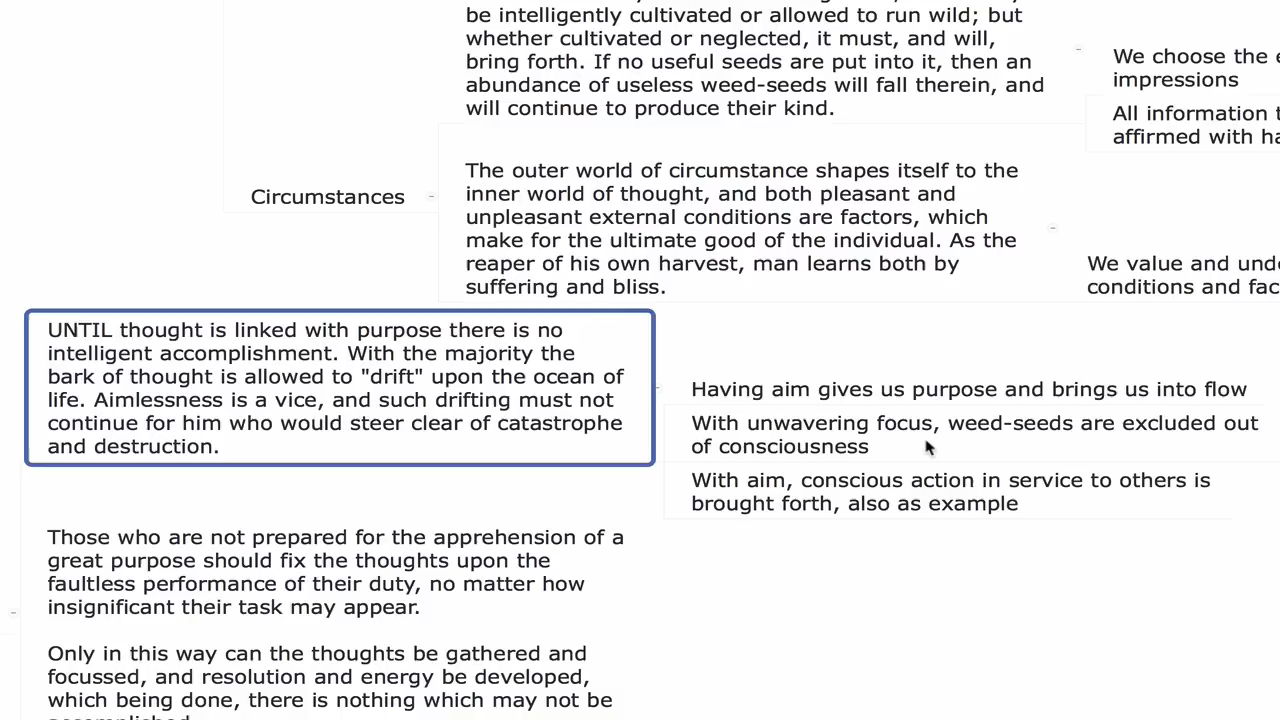 be intelligently cultivated or allowed to run wild; but
whether cultivated or neglected, it must, and will,
bring forth. If no useful seeds are put into it, then an
abundance of useless weed-seeds will fall therein, and
will continue to produce their kind.
We choose the
impressions
All information
affirmed with
Circumstances
The outer world of circumstance shapes itself to the
inner world of thought, and both pleasant and
unpleasant external conditions are factors, which
make for the ultimate good of the individual. As the
reaper of his own harvest, man learns both by
suffering and bliss.
We value and
conditions and
UNTIL thought is linked with purpose there is no
intelligent accomplishment. With the majority the
bark of thought is allowed to "drift" upon the ocean of
life. Aimlessness is a vice, and such drifting must not
continue for him who would steer clear of catastrophe
and destruction.
Having aim gives us purpose and brings us into flow
With unwavering focus, weed-seeds are excluded out
of consciousness
With aim, conscious action in service to others is
brought forth, also as example
Those who are not prepared for the apprehension of a
great purpose should fix the thoughts upon the
faultless performance of their duty, no matter how
insignificant their task may appear.
Only in this way can the thoughts be gathered and
focussed, and resolution and energy be developed,
which being done, there is nothing which may not be